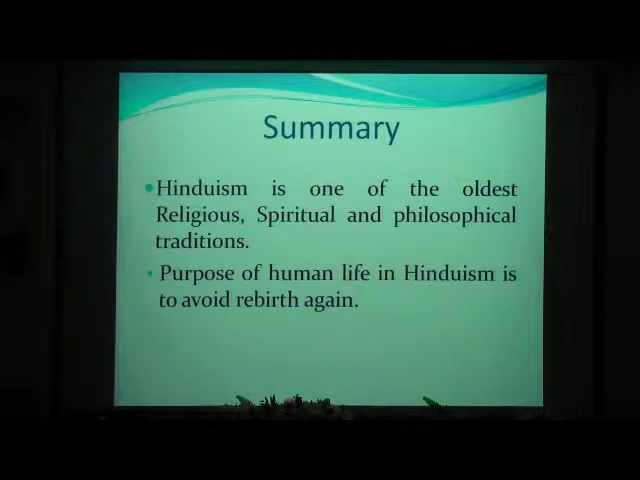 Summary
• Hinduism is one of the oldest
Religious, Spiritual and philosophical
traditions.
• Purpose of human life in Hinduism is
to avoid rebirth again.